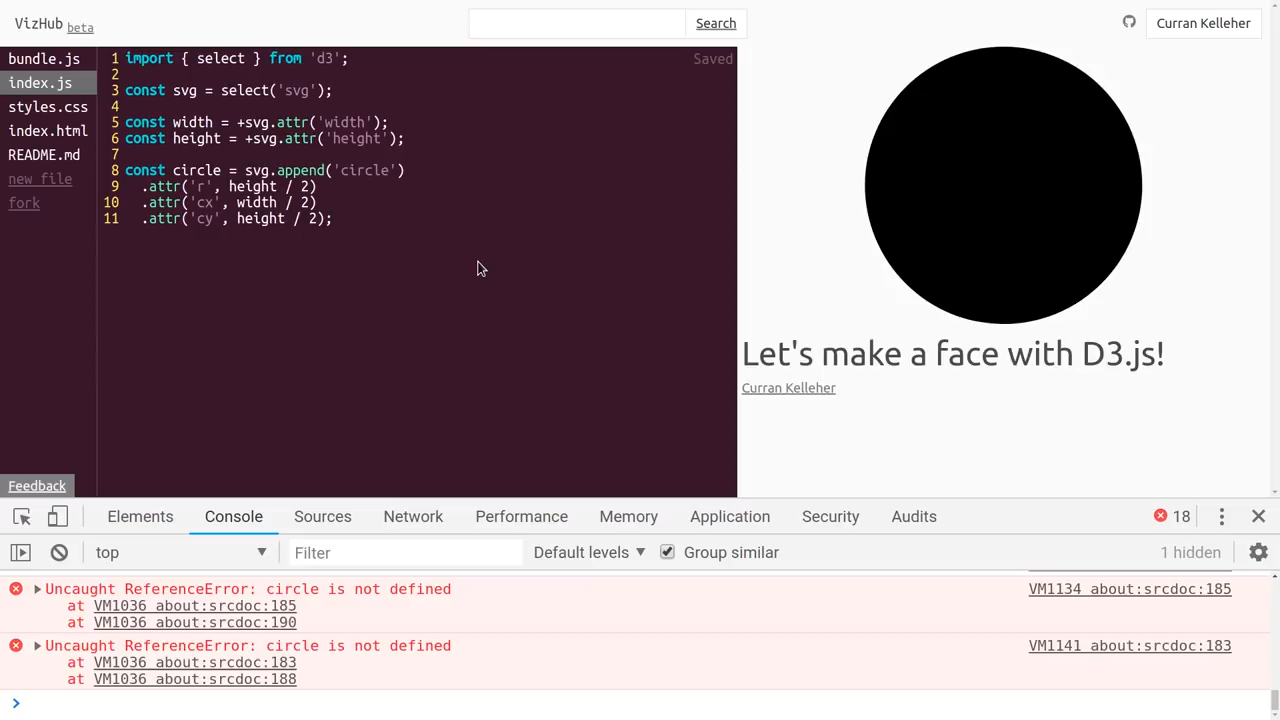 VizHub beta
Search
Curran Kelleher
bundle.js
index.js
styles.css
index.html
README.md
new file
fork
1 import { select } from 'd3';
2
3 const svg = select('svg');
4
5 const width = +svg.attr('width');
6 const height = +svg.attr('height');
7
8 const circle = svg.append('circle')
9   .attr('r', height / 2)
10   .attr('cx', width / 2)
11   .attr('cy', height / 2);
Saved
Let's make a face with D3.js!
Curran Kelleher
Feedback
Elements Console Sources Network Performance Memory Application Security Audits 18
top Filter Default levels Group similar 1 hidden
Uncaught ReferenceError: circle is not defined VM1134 about:srcdoc:185
at VM1036 about:srcdoc:185
at VM1036 about:srcdoc:190
Uncaught ReferenceError: circle is not defined VM1141 about:srcdoc:183
at VM1036 about:srcdoc:183
at VM1036 about:srcdoc:188
>